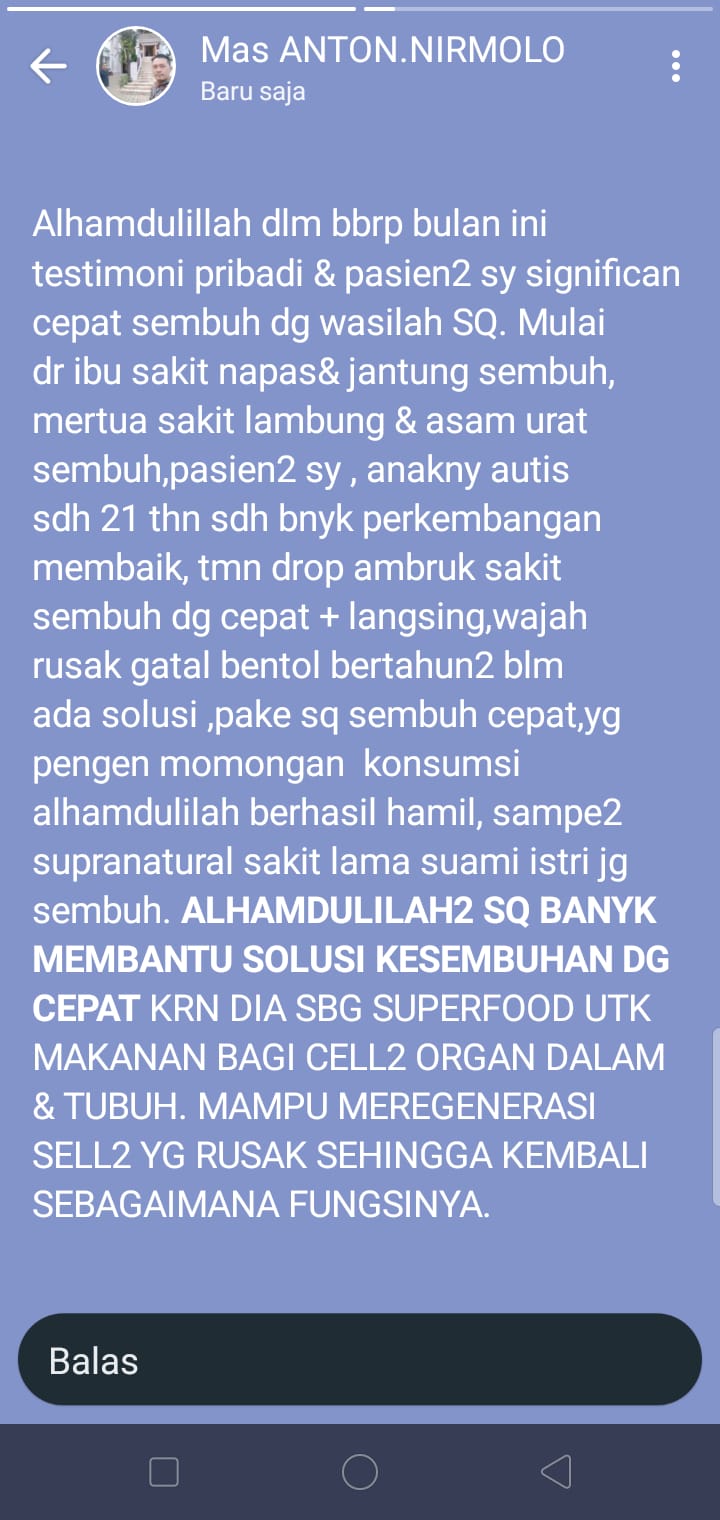 Mas ANTON.NIRMOLO
Baru saja
Alhamdulillah dlm bbrp bulan ini
testimoni pribadi & pasien2 sy significan
cepat sembuh dg wasilah SQ. Mulai
dr ibu sakit napas& jantung sembuh,
mertua sakit lambung & asam urat
sembuh,pasien2 sy , anakny autis
sdh 21 thn sdh bnyk perkembangan
membaik, tmn drop ambruk sakit
sembuh dg cepat + langsing,wajah
rusak gatal bentol bertahun2 blm
ada solusi ,pake sq sembuh cepat,yg
pengen momongan  konsumsi
alhamdulilah berhasil hamil, sampe2
supranatural sakit lama suami istri jg
sembuh. ALHAMDULILAH2 SQ BANYK
MEMBANTU SOLUSI KESEMBUHAN DG
CEPAT KRN DIA SBG SUPERFOOD UTK
MAKANAN BAGI CELL2 ORGAN DALAM
& TUBUH. MAMPU MEREGENERASI
SELL2 YG RUSAK SEHINGGA KEMBALI
SEBAGAIMANA FUNGSINYA.
Balas